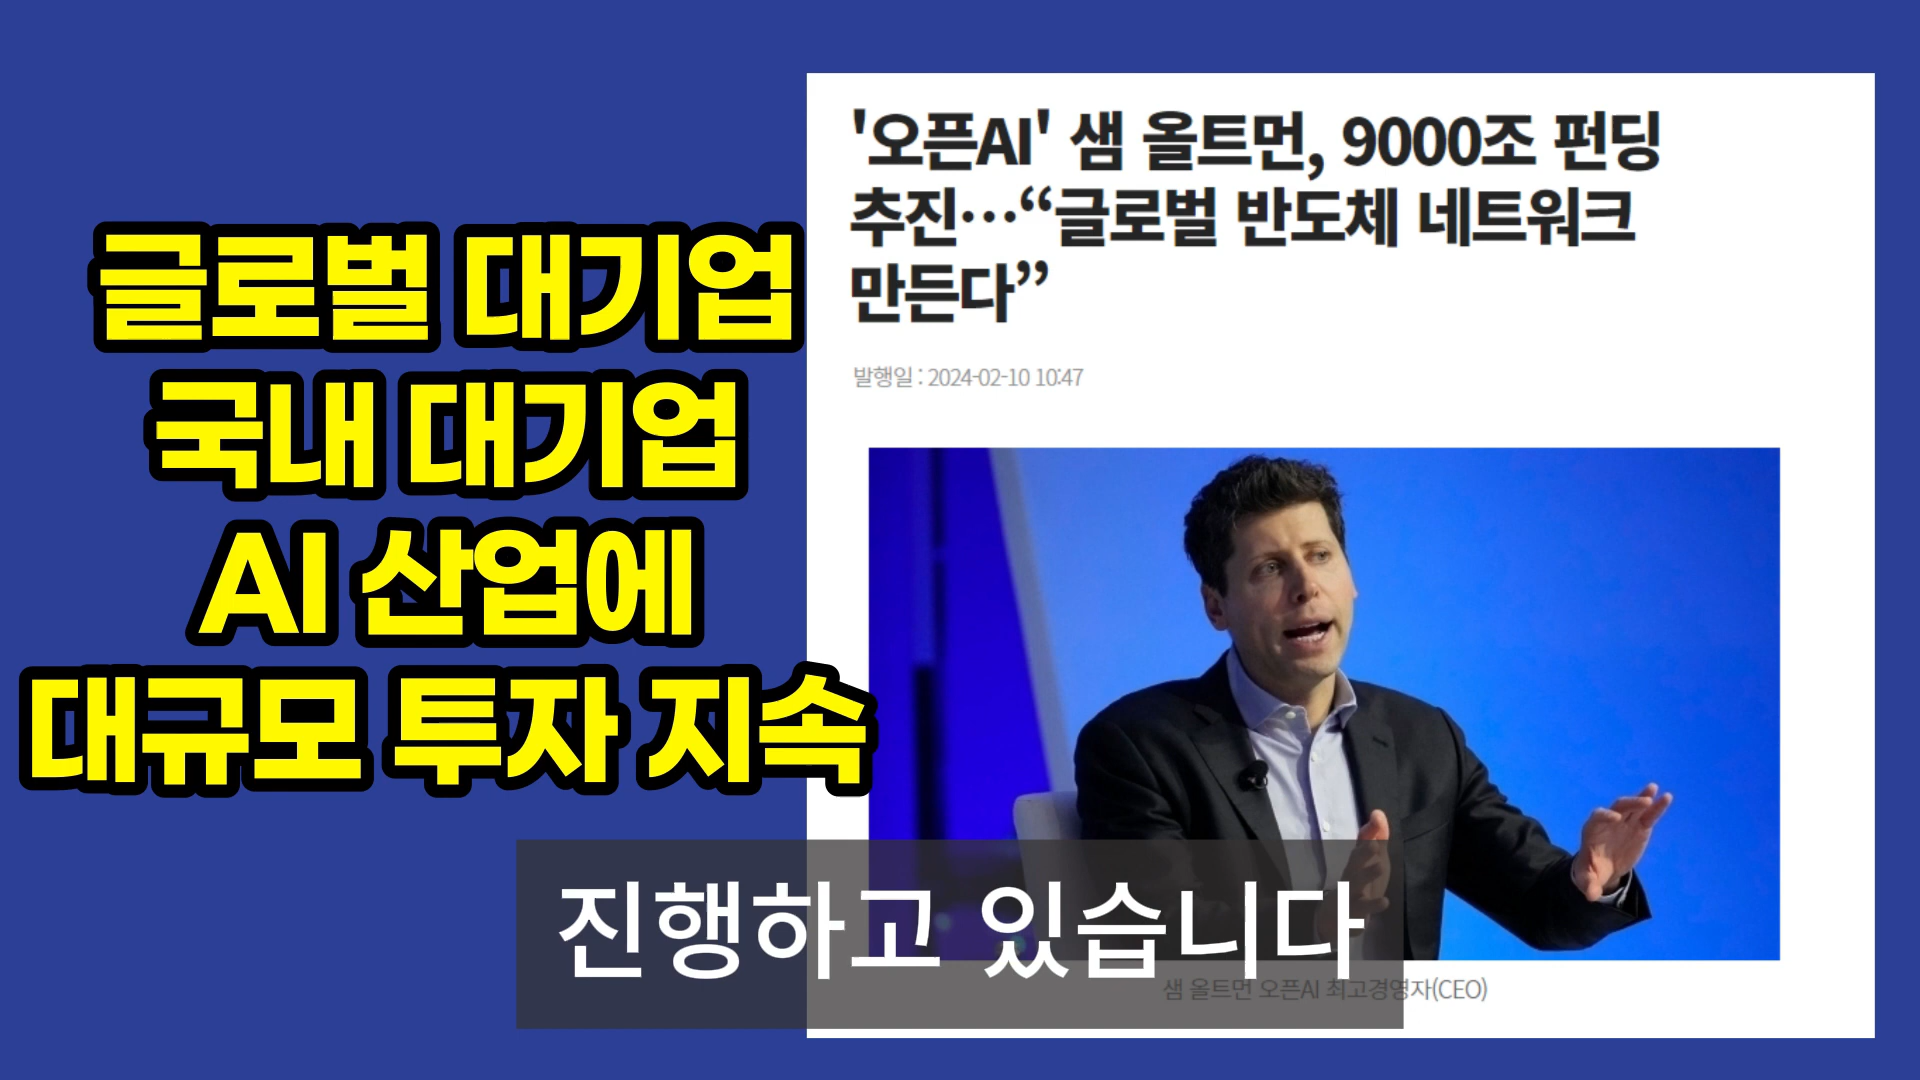 글로벌 대기업
국내 대기업
AI 산업에
대규모 투자 지속
'오픈AI' 샘 올트먼, 9000조 펀딩
추진…“글로벌 반도체 네트워크
만든다”
발행일 : 2024-02-10 10:47
샘 올트먼 오픈AI 최고경영자(CEO)
진행하고 있습니다